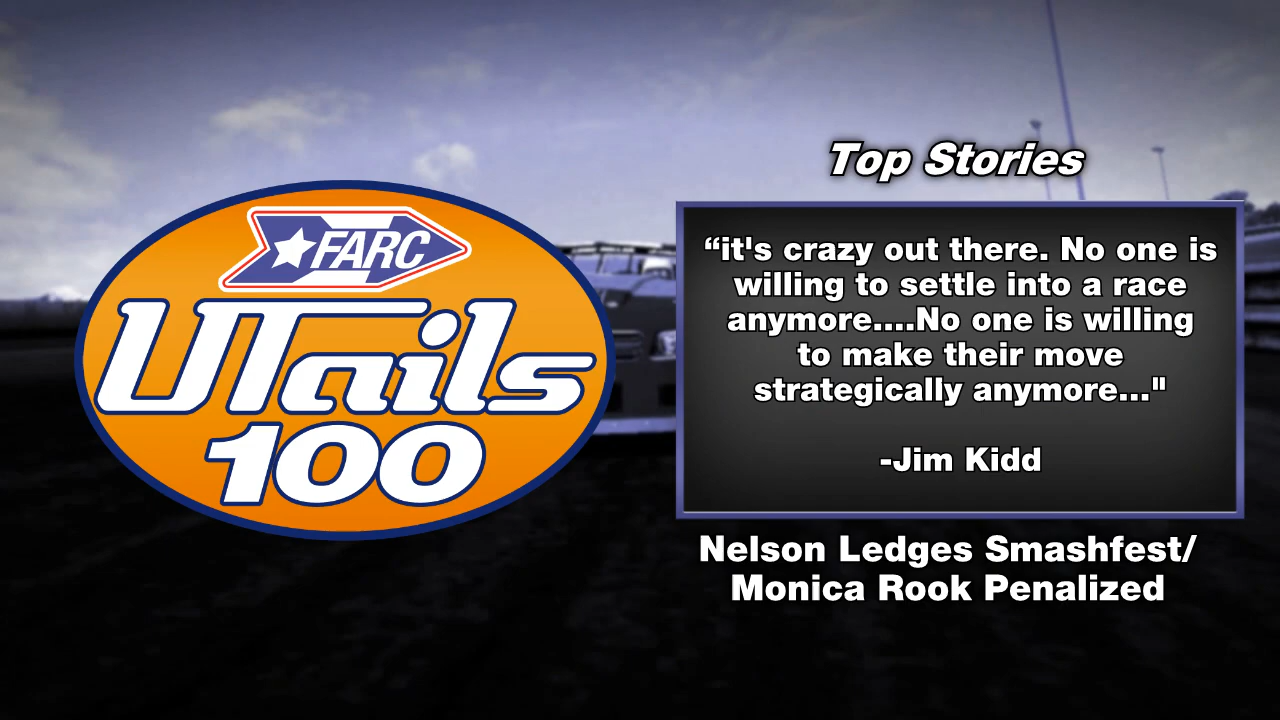 FARC
UTails
100
Top Stories
“it's crazy out there. No one is
willing to settle into a race
anymore....No one is willing
to make their move
strategically anymore..."
-Jim Kidd
Nelson Ledges Smashfest/
Monica Rook Penalized